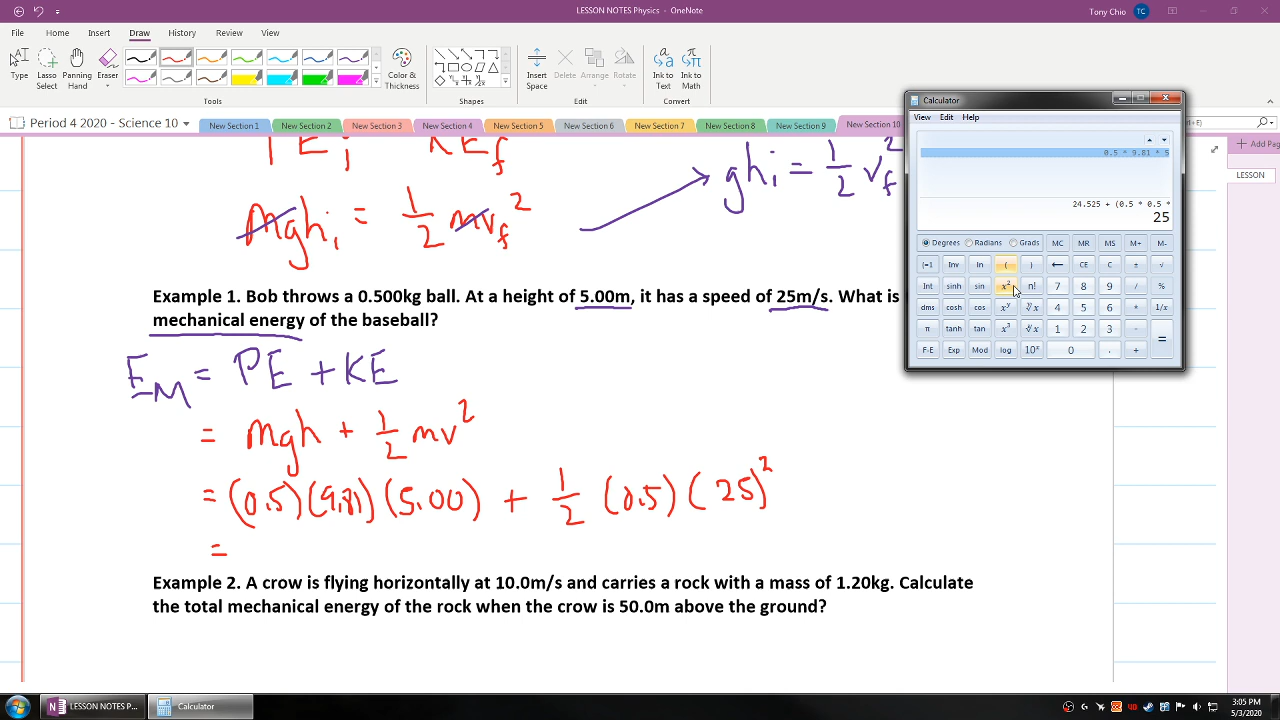 LESSON NOTES Physics - OneNote
Tony Chio TC
File Home Insert Draw History Review View
Type
Lasso Select
Panning Hand
Eraser
Color & Thickness
Insert Space
Delete
Arrange
Rotate
Ink to Text
Ink to Math
Tools Shapes Edit Convert
Period 4 2020 - Science 10
New Section 1 New Section 2 New Section 3 New Section 4 New Section 5 New Section 6 New Section 7 New Section 8 New Section 9 New Section 10
Add Pag
LESSON
PEi KEf
mghi = 1/2 mvf²
ghi = 1/2 vf²
Example 1. Bob throws a 0.500kg ball. At a height of 5.00m, it has a speed of 25m/s. What is
mechanical energy of the baseball?
EM = PE + KE
= mgh + 1/2 mv²
= (0.5)(9.81)(5.00) + 1/2 (0.5)(25)²
=
Example 2. A crow is flying horizontally at 10.0m/s and carries a rock with a mass of 1.20kg. Calculate
the total mechanical energy of the rock when the crow is 50.0m above the ground?
Calculator
View Edit Help
0.5 * 9.81 * 5
24.525 + (0.5 * 0.5 *
25
Degrees Radians Grads MC MR MS M+ M-
(=1 Inv ln ( ) ← CE C ± √
Int sinh sin x² n! 7 8 9 / %
dms cosh cos xʸ ʸ√x 4 5 6 * 1/x
π tanh tan x³ ³√x 1 2 3 - =
F-E Exp Mod log 10ˣ 0 . +
LESSON NOTES P...
Calculator
3:05 PM
5/3/2020